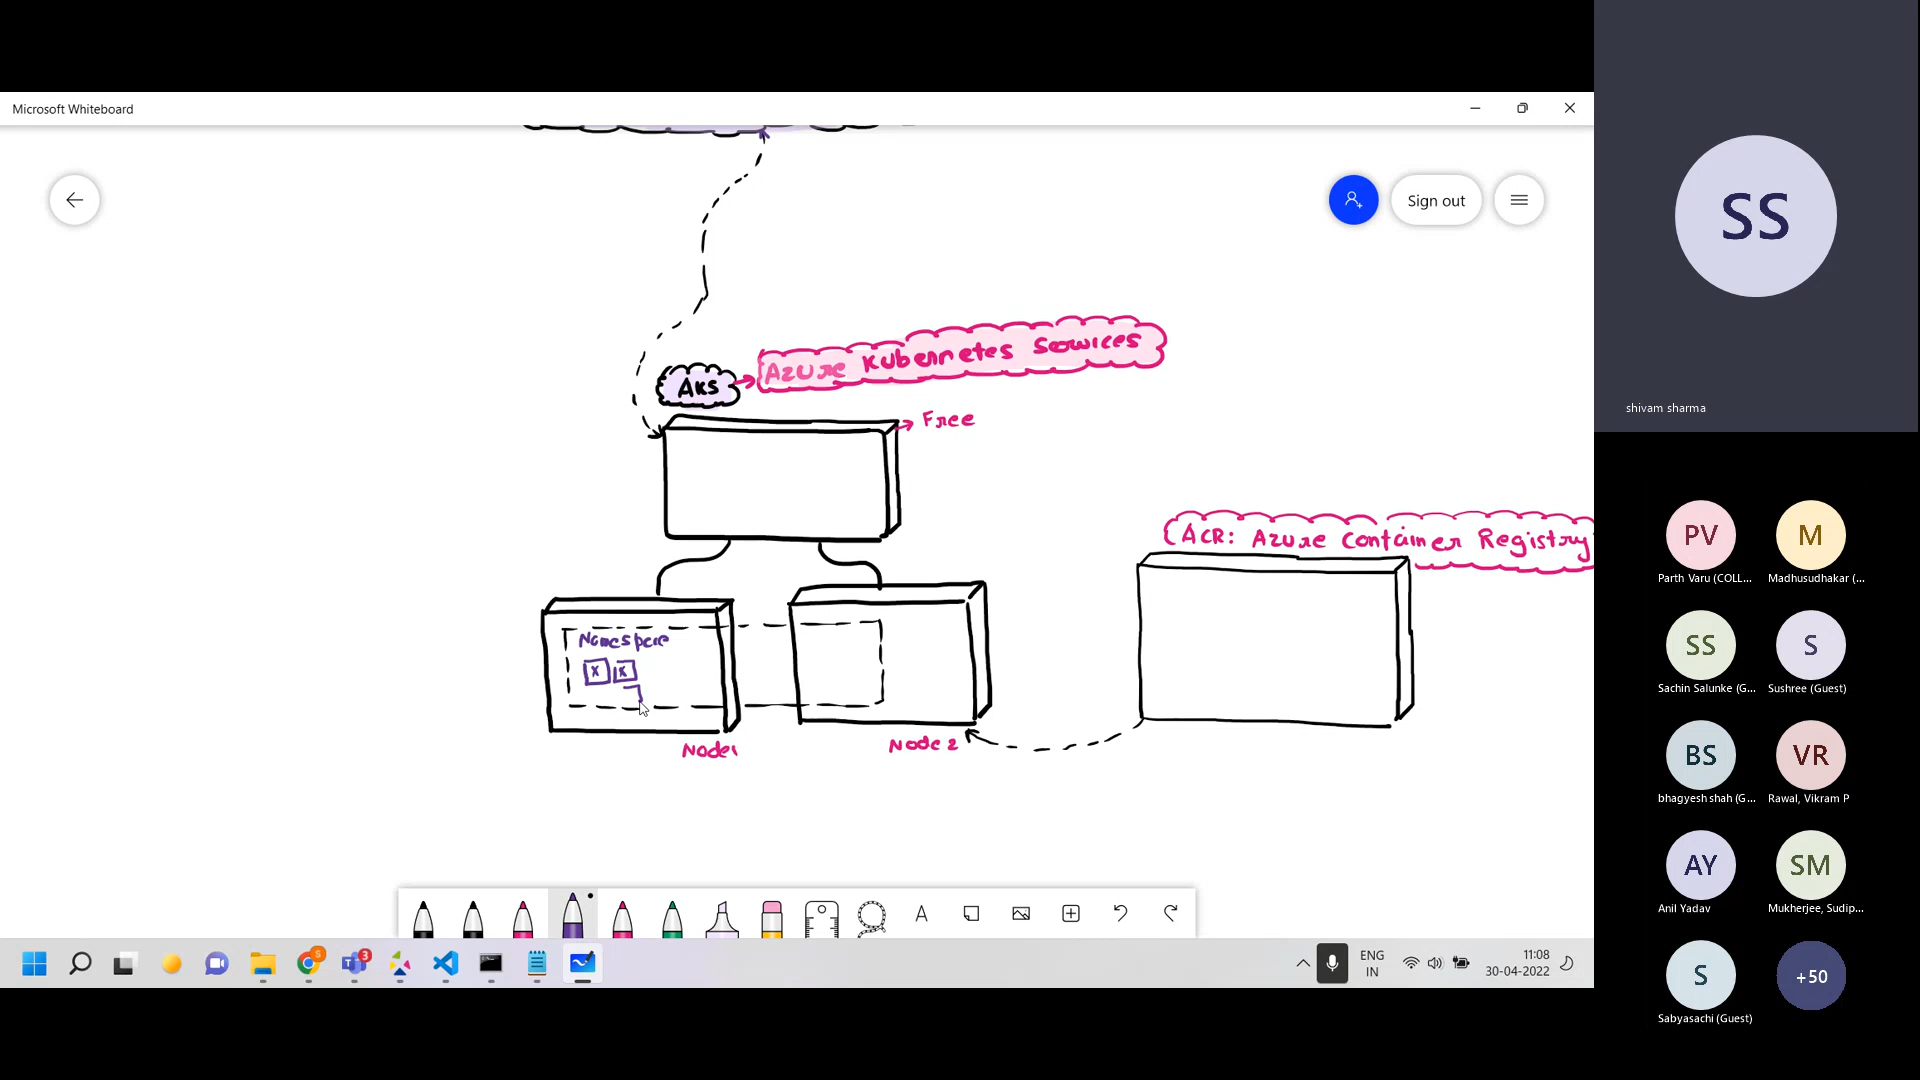 Microsoft Whiteboard
Sign out
SS
shivam sharma
AKS
Azure Kubernetes Services
Free
ACR: Azure Container Registry
Namespace
x x
Node1
Node 2
A
PV
M
Parth Varu (COLL...
Madhusudhakar (...
SS
S
Sachin Salunke (G...
Sushree (Guest)
BS
VR
bhagyesh shah (G...
Rawal, Vikram P
AY
SM
Anil Yadav
Mukherjee, Sudip...
S
+50
Sabyasachi (Guest)
S
3
ENG
IN
11:08
30-04-2022